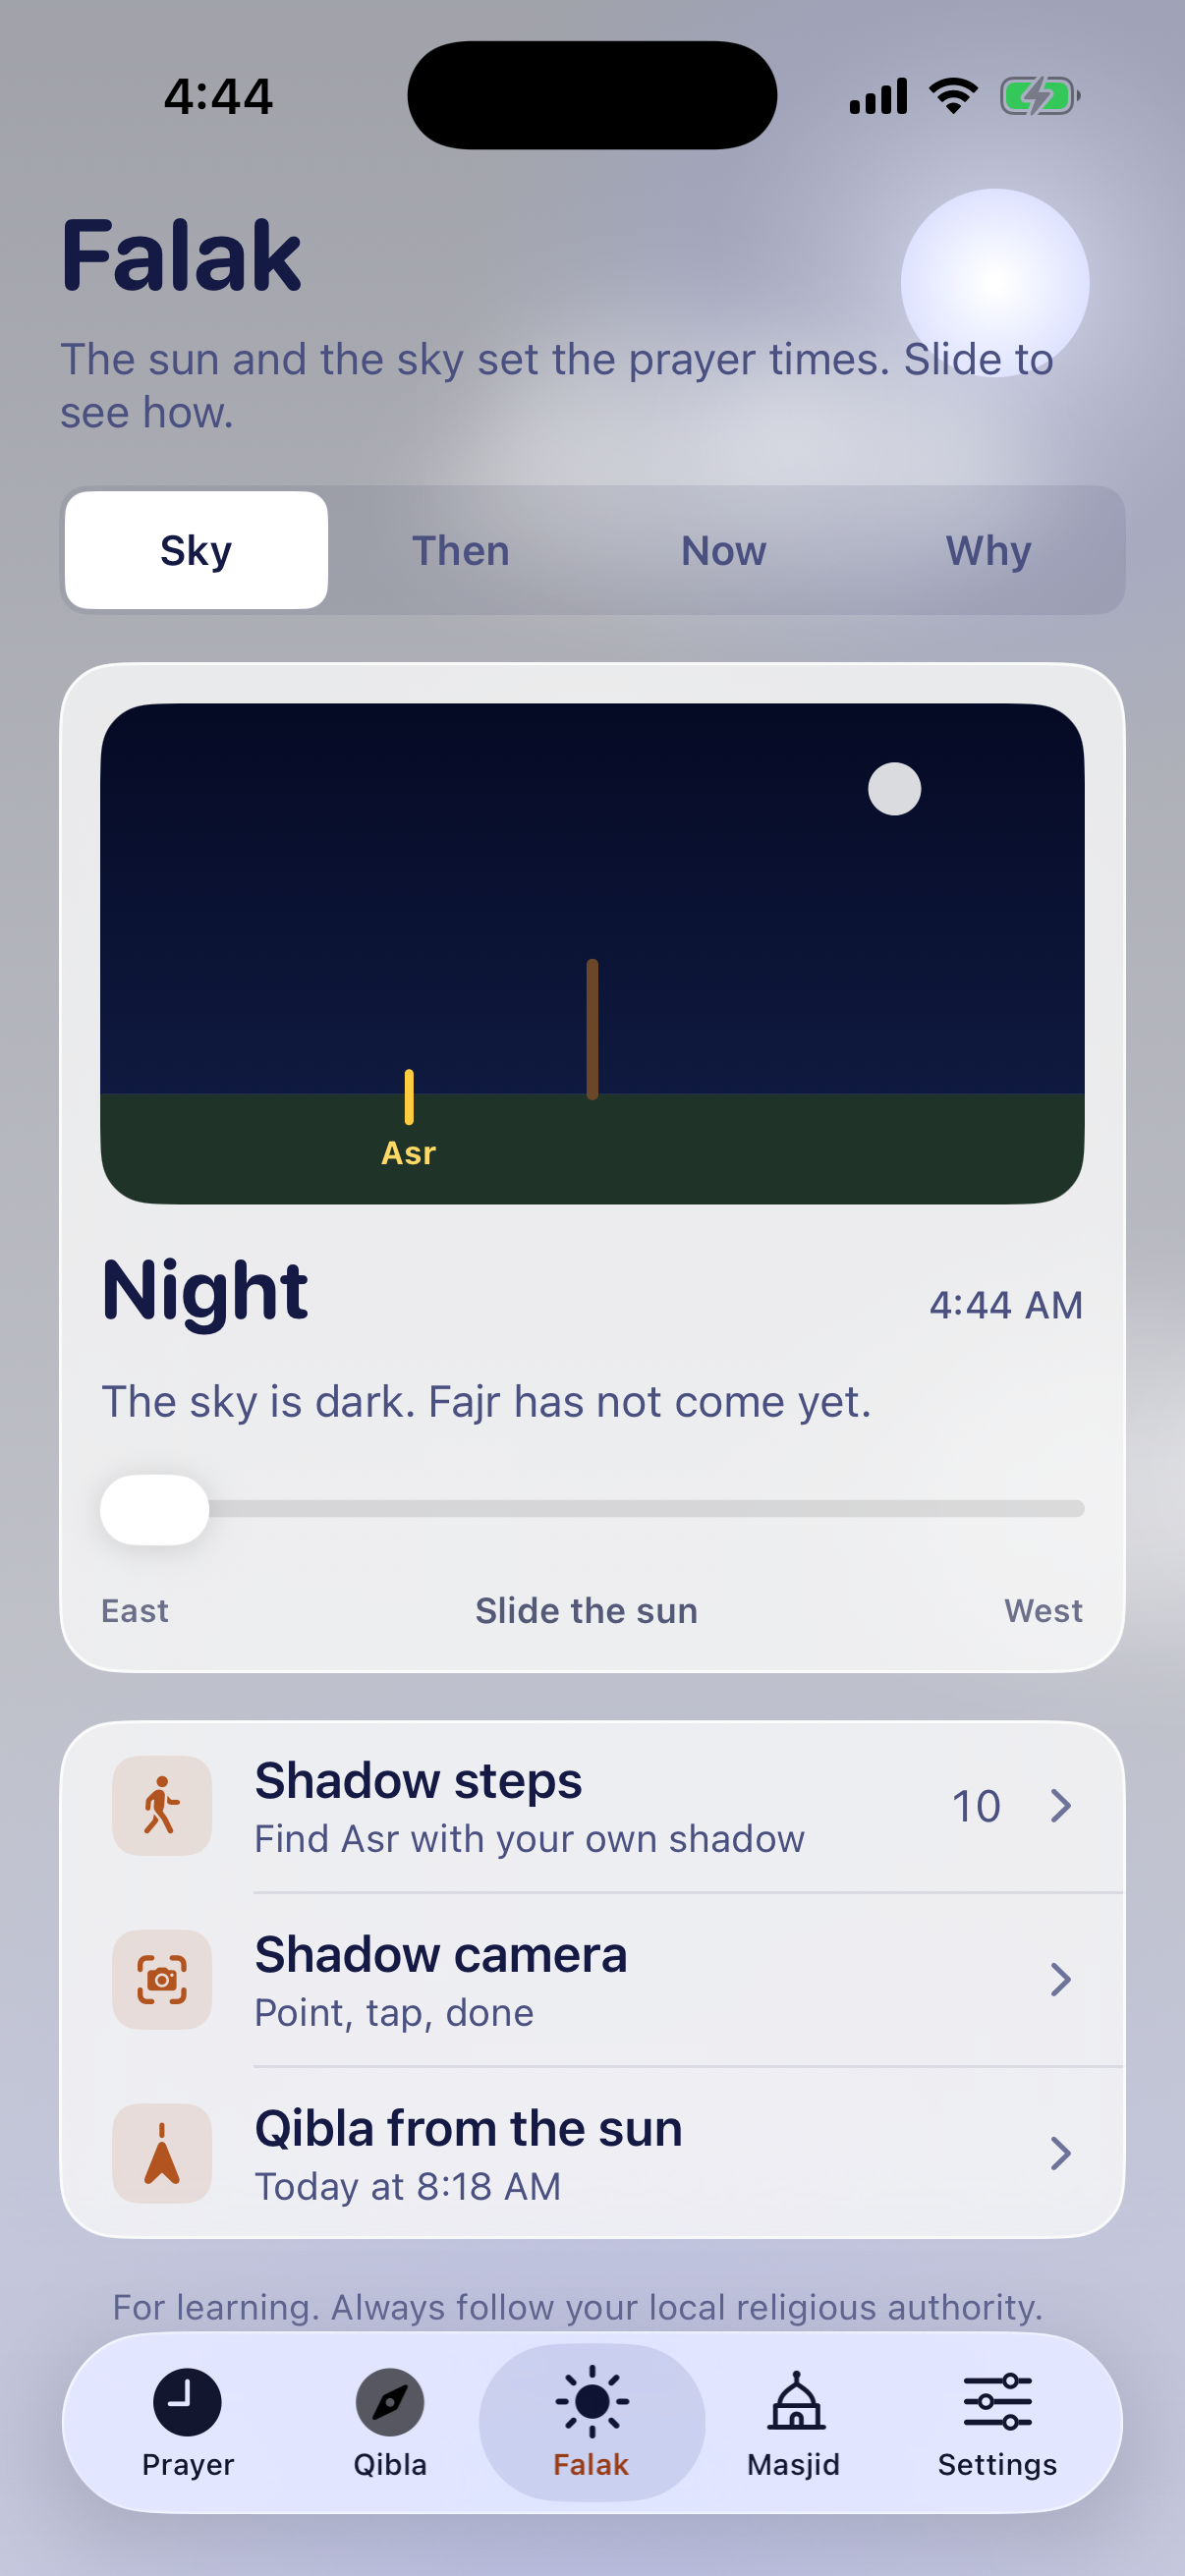 4:44
Falak
The sun and the sky set the prayer times. Slide to
see how.
Sky
Then
Now
Why
Asr
Night
4:44 AM
The sky is dark. Fajr has not come yet.
East
Slide the sun
West
Shadow steps
Find Asr with your own shadow
10
Shadow camera
Point, tap, done
Qibla from the sun
Today at 8:18 AM
For learning. Always follow your local religious authority.
Prayer
Qibla
Falak
Masjid
Settings